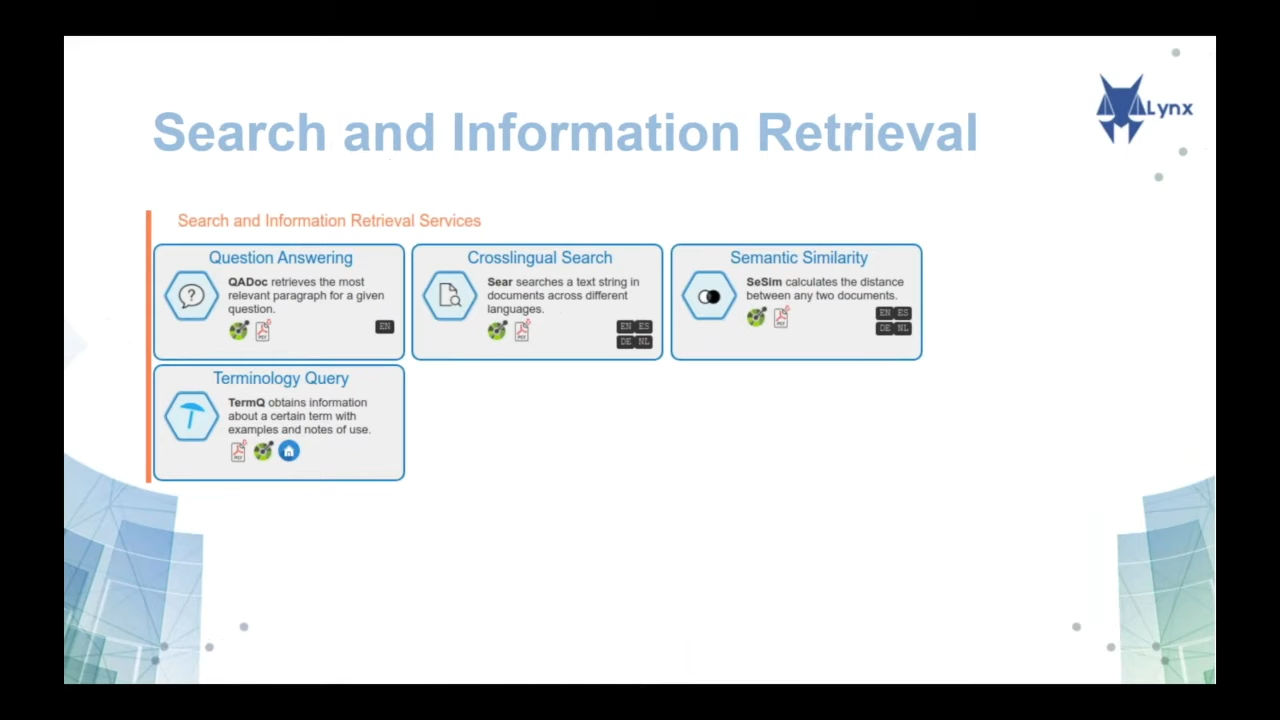 Lynx
Search and Information Retrieval
Search and Information Retrieval Services
Question Answering
QADoc retrieves the most
relevant paragraph for a given
question.
EN
Crosslingual Search
Sear searches a text string in
documents across different
languages.
EN ES
DE NL
Semantic Similarity
SeSim calculates the distance
between any two documents.
EN ES
DE NL
Terminology Query
TermQ obtains information
about a certain term with
examples and notes of use.